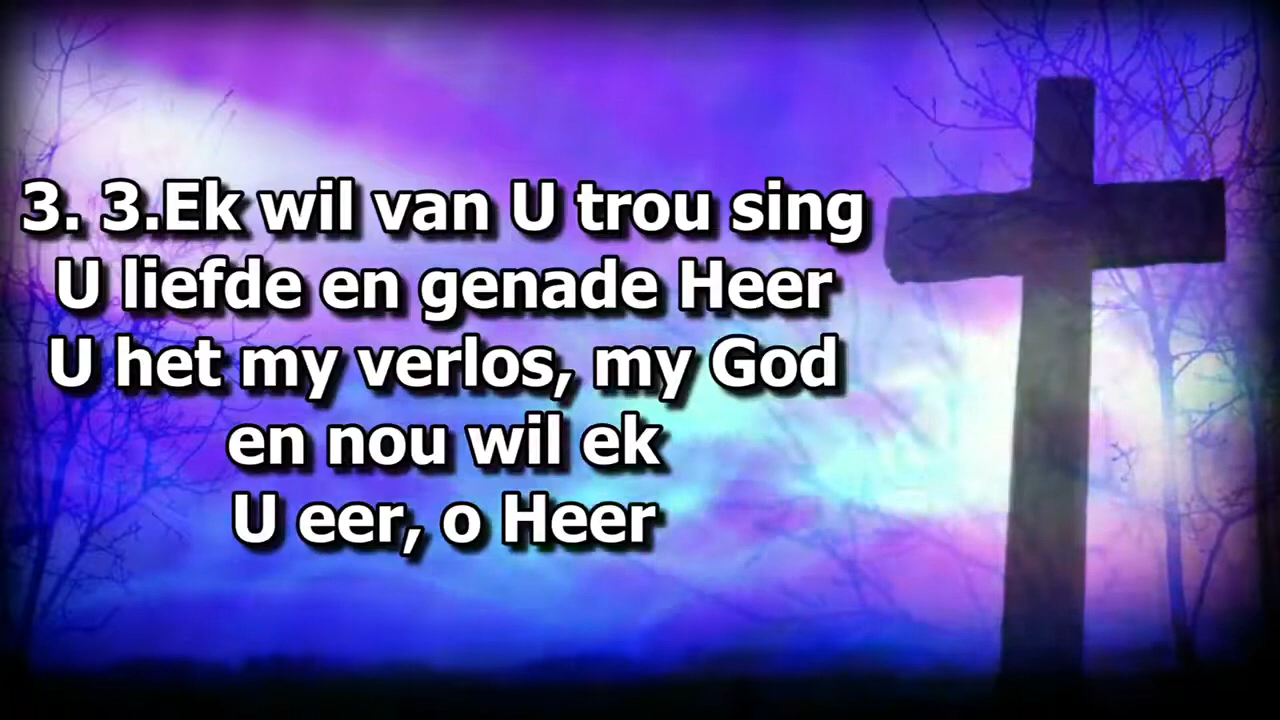 3. 3.Ek wil van U trou sing
U liefde en genade Heer
U het my verlos, my God
en nou wil ek
U eer, o Heer